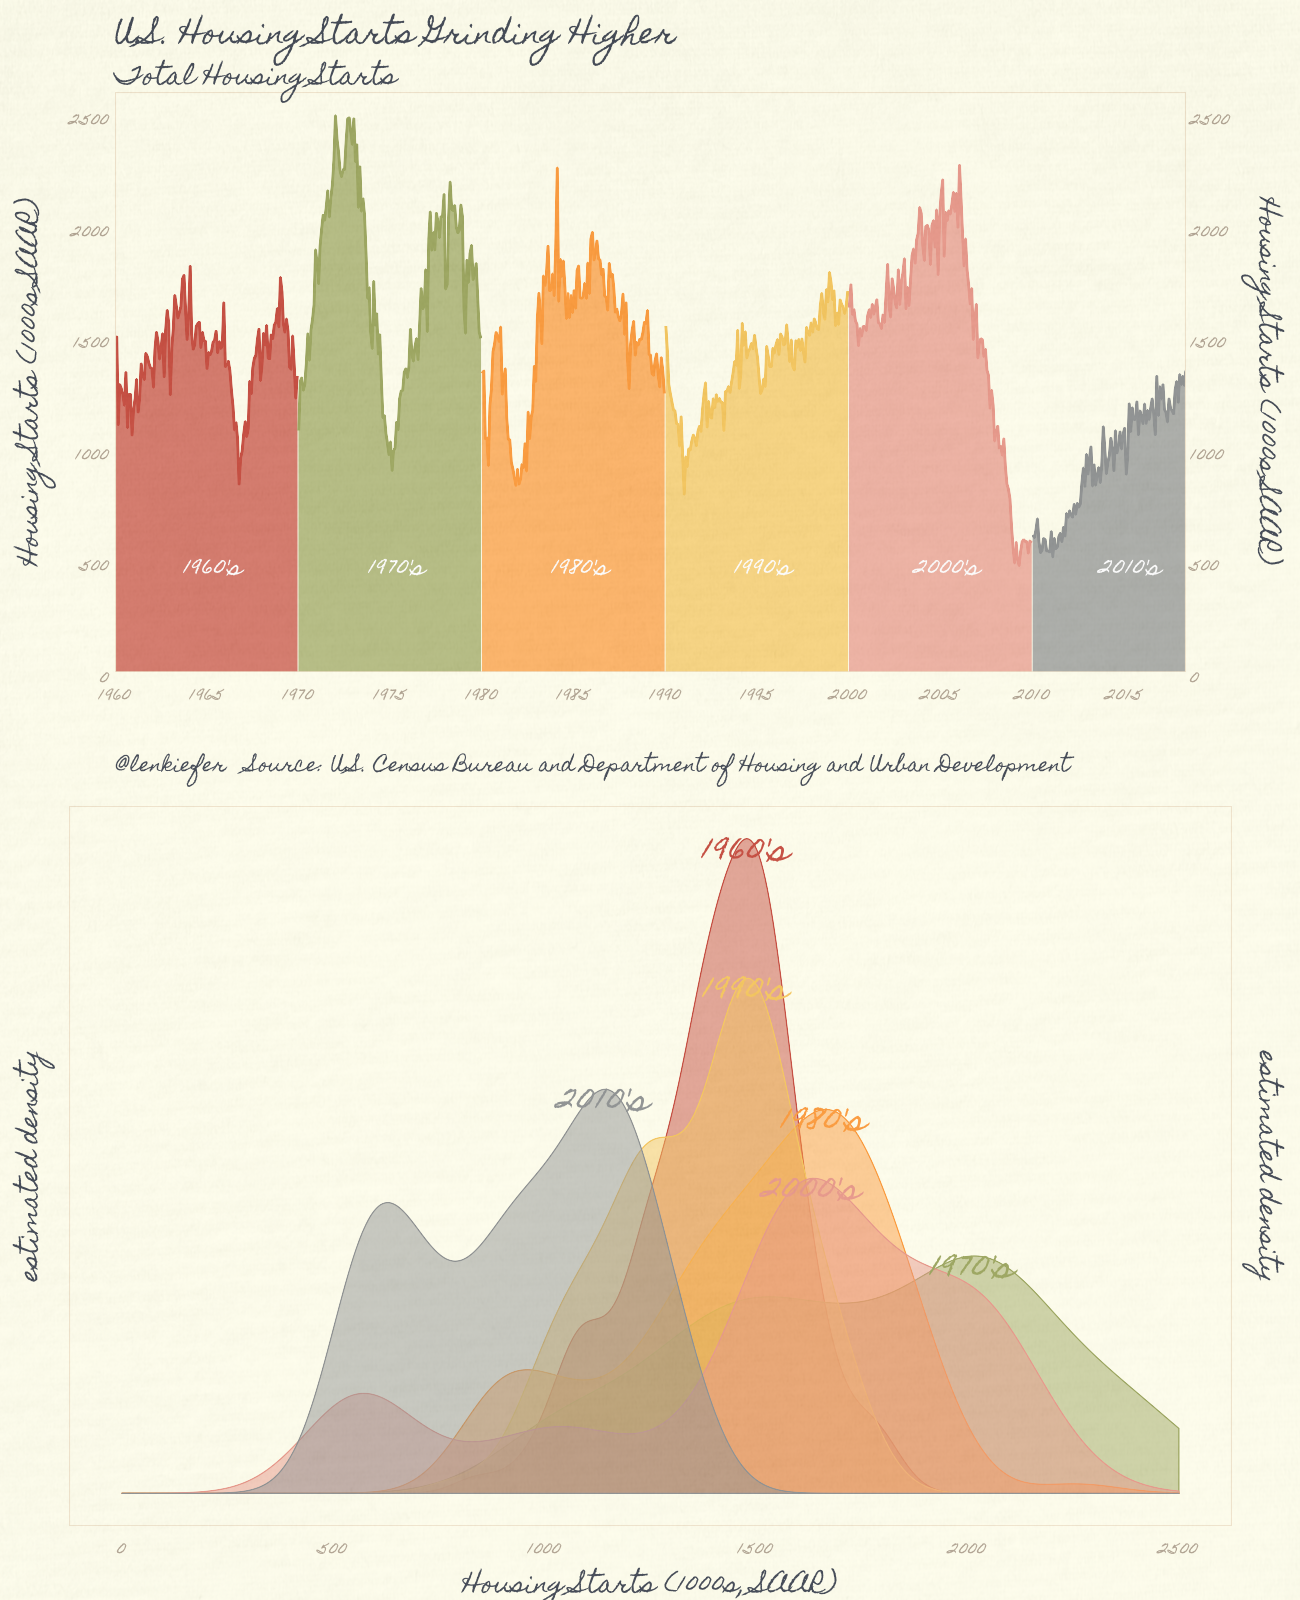 U.S. Housing Starts Grinding Higher
Total Housing Starts
2500
2500
2000
2000
1500
1500
1000
1000
500
500
0
0
Housing Starts (1000s,SAAR)
Housing Starts (1000s,SAAR)
1960's
1970's
1980's
1990's
2000's
2010's
1960
1965
1970
1975
1980
1985
1990
1995
2000
2005
2010
2015
@lenkiefer Source: U.S. Census Bureau and Department of Housing and Urban Development
1960's
1990's
2010's
1980's
2000's
1970's
estimated density
estimated density
0
500
1000
1500
2000
2500
Housing Starts (1000s, SAAR)